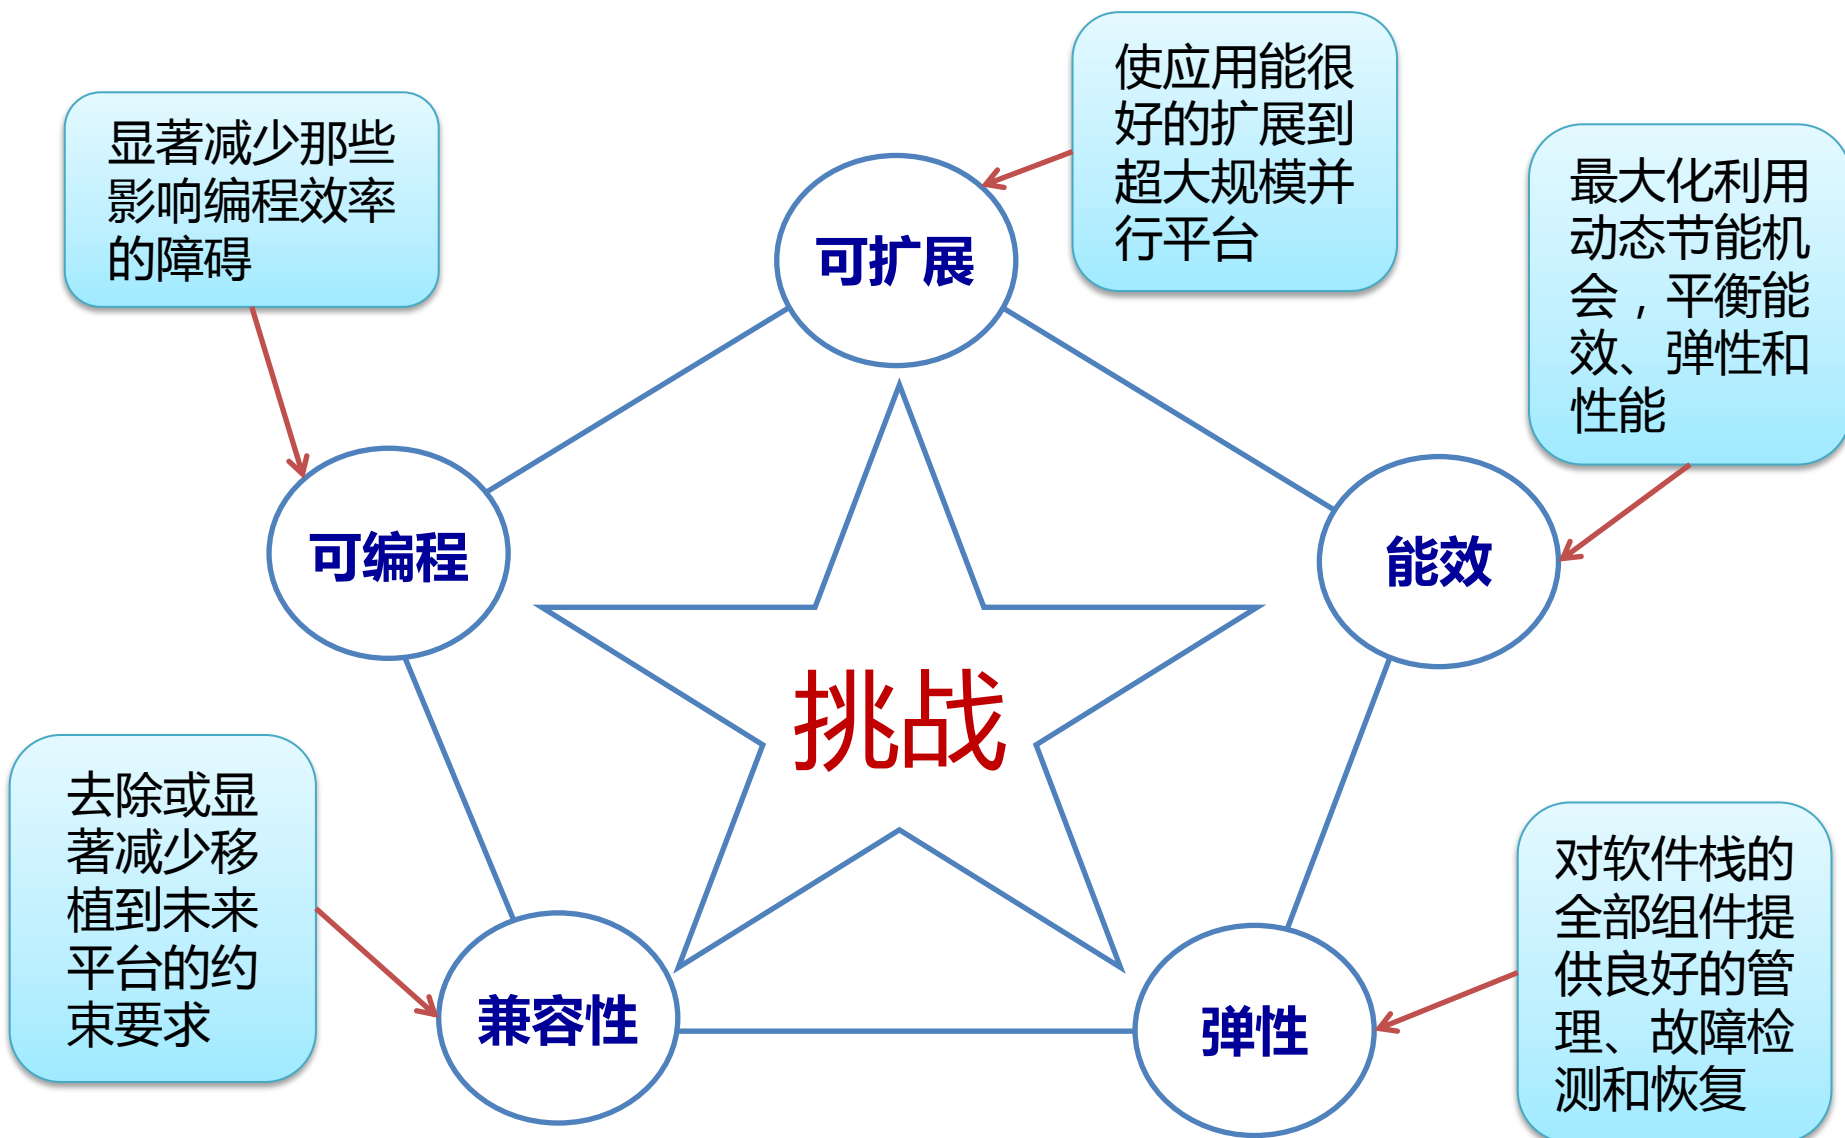 使应用能很
好的扩展到
超大规模并
行平台
显著减少那些
影响编程效率
的障碍
最大化利用
动态节能机
会，平衡能
效、弹性和
性能
可扩展
可编程
能效
挑战
去除或显
著减少移
植到未来
平台的约
束要求
对软件栈的
全部组件提
供良好的管
理、故障检
测和恢复
兼容性
弹性